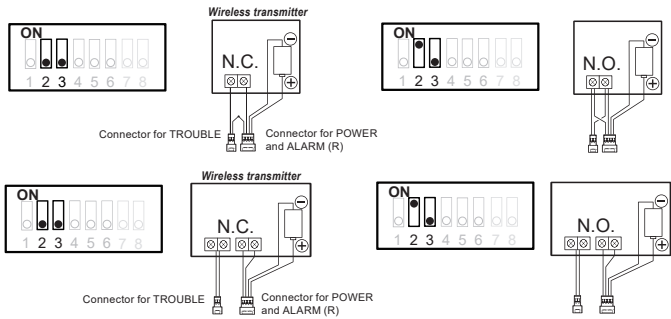 Wireless transmitter
ON
1 2 3 4 5 6 7 8
N.C.
Connector for TROUBLE
Connector for POWER
and ALARM (R)
ON
1 2 3 4 5 6 7 8
N.O.
Wireless transmitter
ON
1 2 3 4 5 6 7 8
N.C.
Connector for TROUBLE
Connector for POWER
and ALARM (R)
ON
1 2 3 4 5 6 7 8
N.O.